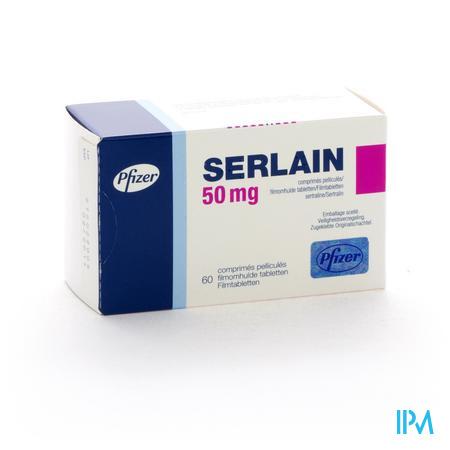 Pfizer
SERLAIN
50 mg
comprimés pelliculés/
filmomhulde tabletten/Filmtabletten
sertraline/Sertralin
Emballage scellé
Veiligheidsverzegeling
Zugeklebte Originalschachtel
Pfizer
60 comprimés pelliculés
filmomhulde tabletten
Filmtabletten
IPM